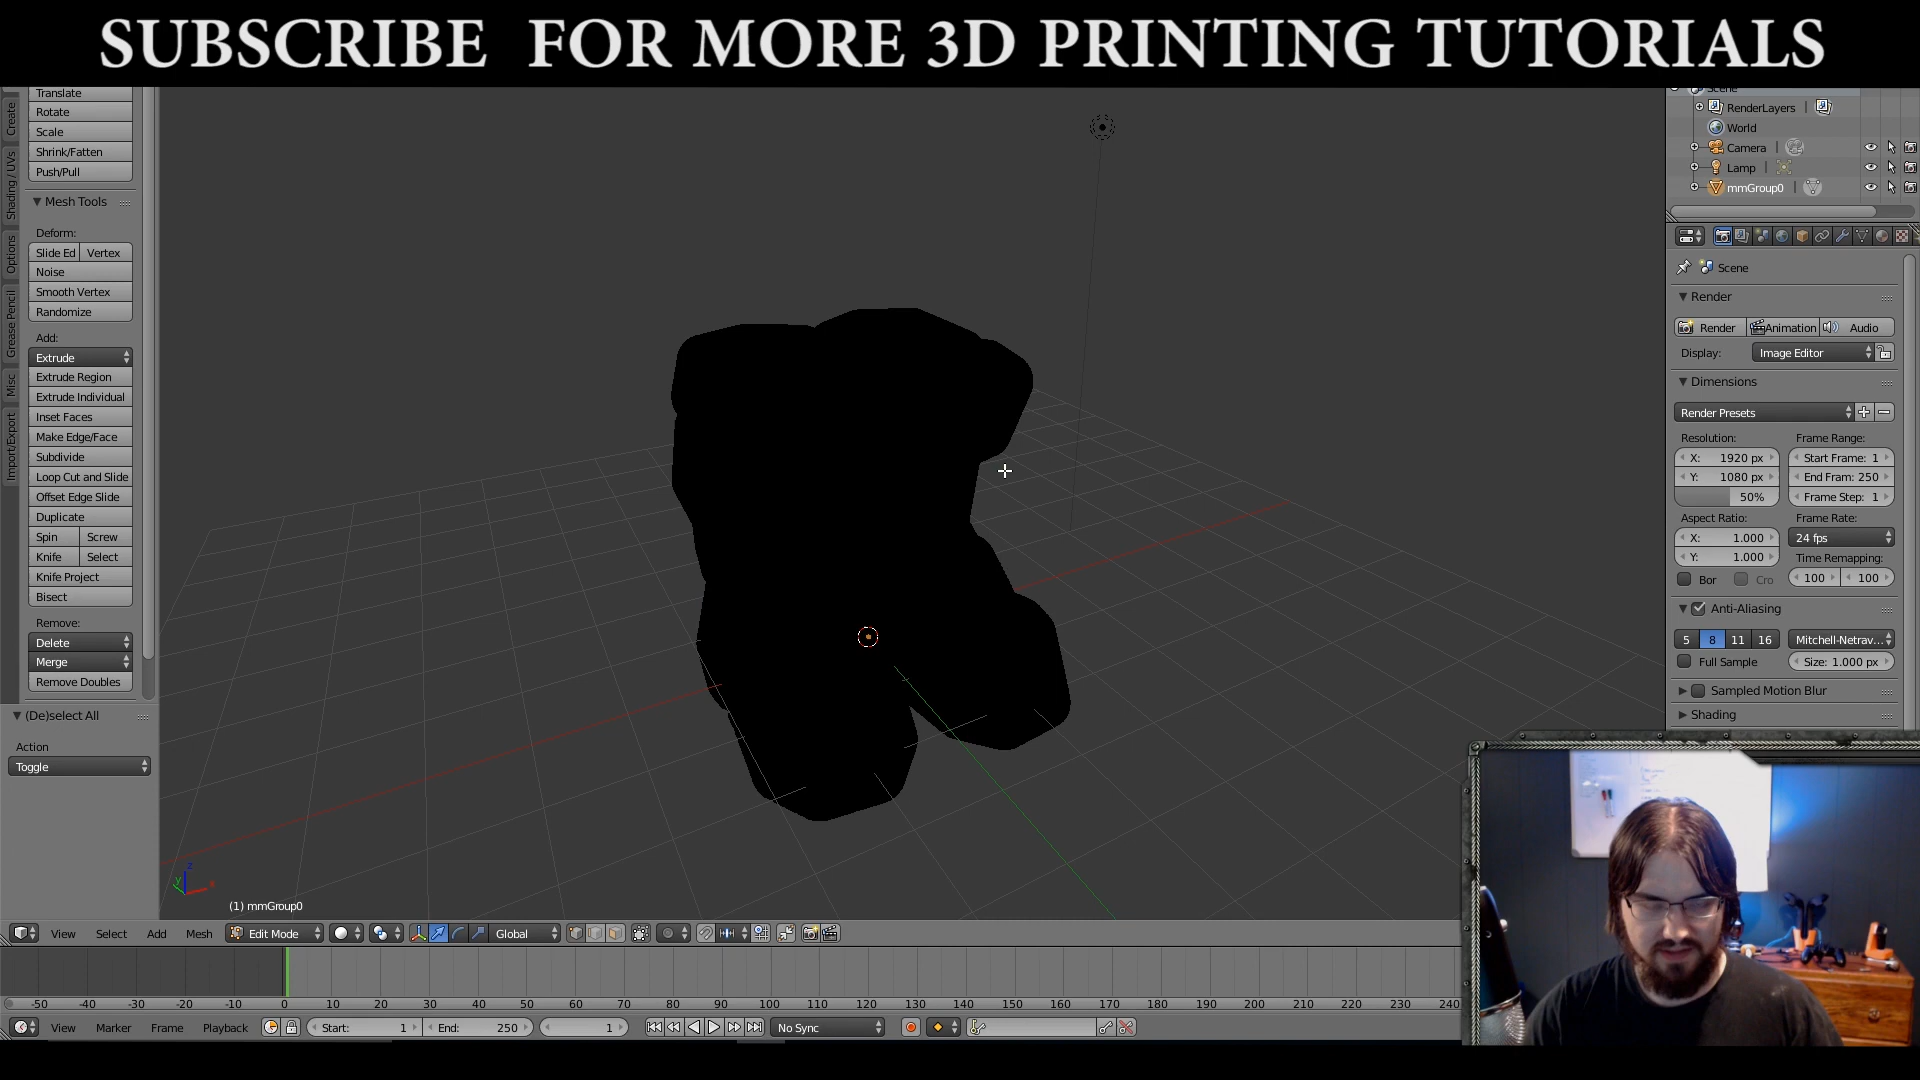 SUBSCRIBE FOR MORE 3D PRINTING TUTORIALS
Translate
Rotate
Scale
Shrink/Fatten
Push/Pull
Mesh Tools
Deform:
Slide Ed Vertex
Noise
Smooth Vertex
Randomize
Add:
Extrude
Extrude Region
Extrude Individual
Inset Faces
Make Edge/Face
Subdivide
Loop Cut and Slide
Offset Edge Slide
Duplicate
Spin Screw
Knife Select
Knife Project
Bisect
Remove:
Delete
Merge
Remove Doubles
(De)select All
Action
Toggle
Create
Shading / UVs
Options
Grease Pencil
Misc
Import/Export
z
y
x
(1) mmGroup0
Scene
RenderLayers
World
Camera
Lamp
mmGroup0
Scene
Render
Render Animation Audio
Display: Image Editor
Dimensions
Render Presets
Resolution: Frame Range:
X: 1920 px Start Frame: 1
Y: 1080 px End Fram: 250
50% Frame Step: 1
Aspect Ratio: Frame Rate:
X: 1.000 24 fps
Y: 1.000 Time Remapping:
Bor Cro 100 100
Anti-Aliasing
5 8 11 16 Mitchell-Netrav...
Full Sample Size: 1.000 px
Sampled Motion Blur
Shading
View Select Add Mesh Edit Mode Global
-50 -40 -30 -20 -10 0 10 20 30 40 50 60 70 80 90 100 110 120 130 140 150 160 170 180 190 200 210 220 230 240
View Marker Frame Playback Start: 1 End: 250 1 No Sync